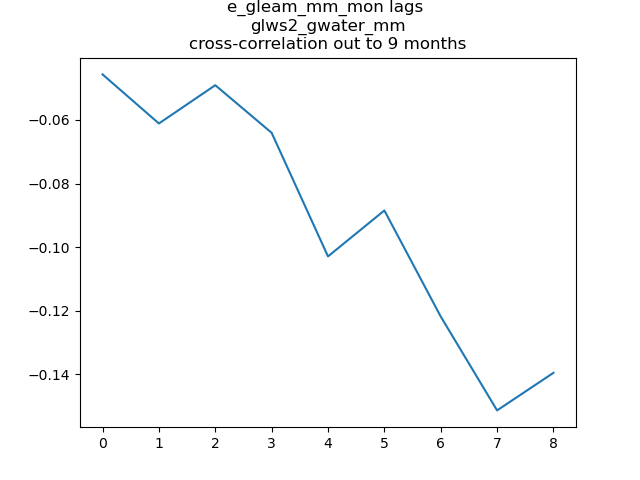 e_gleam_mm_mon lags
glws2_gwater_mm
cross-correlation out to 9 months
−0.06
−0.08
−0.10
−0.12
−0.14
0 1 2 3 4 5 6 7 8